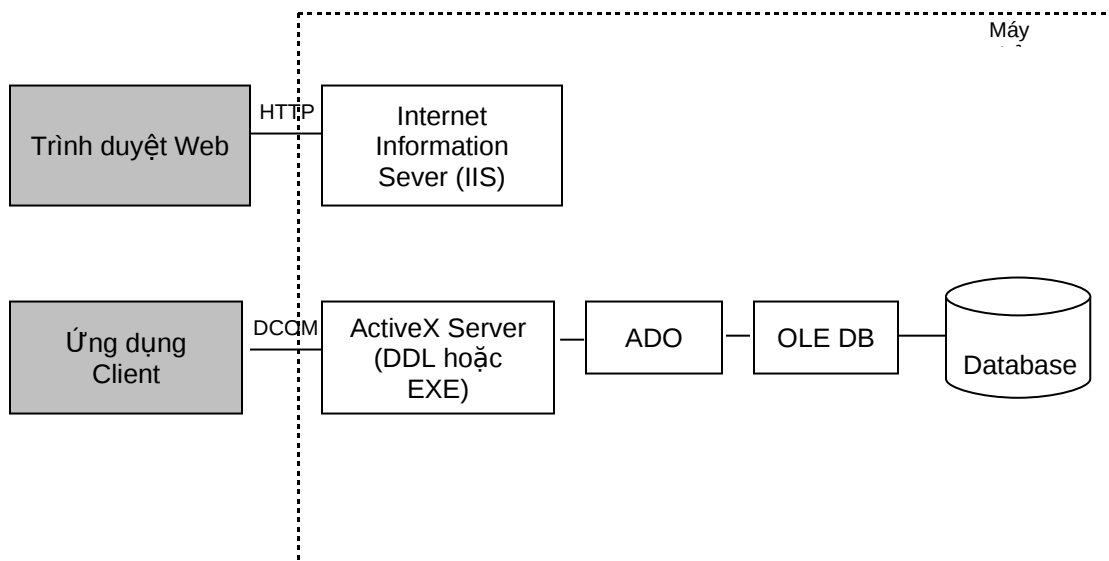 Máy
HTTP
Trình duyệt Web
Internet
Information
Sever (IIS)
DCOM
Ứng dụng
Client
ActiveX Server
(DDL hoặc
EXE)
ADO
OLE DB
Database